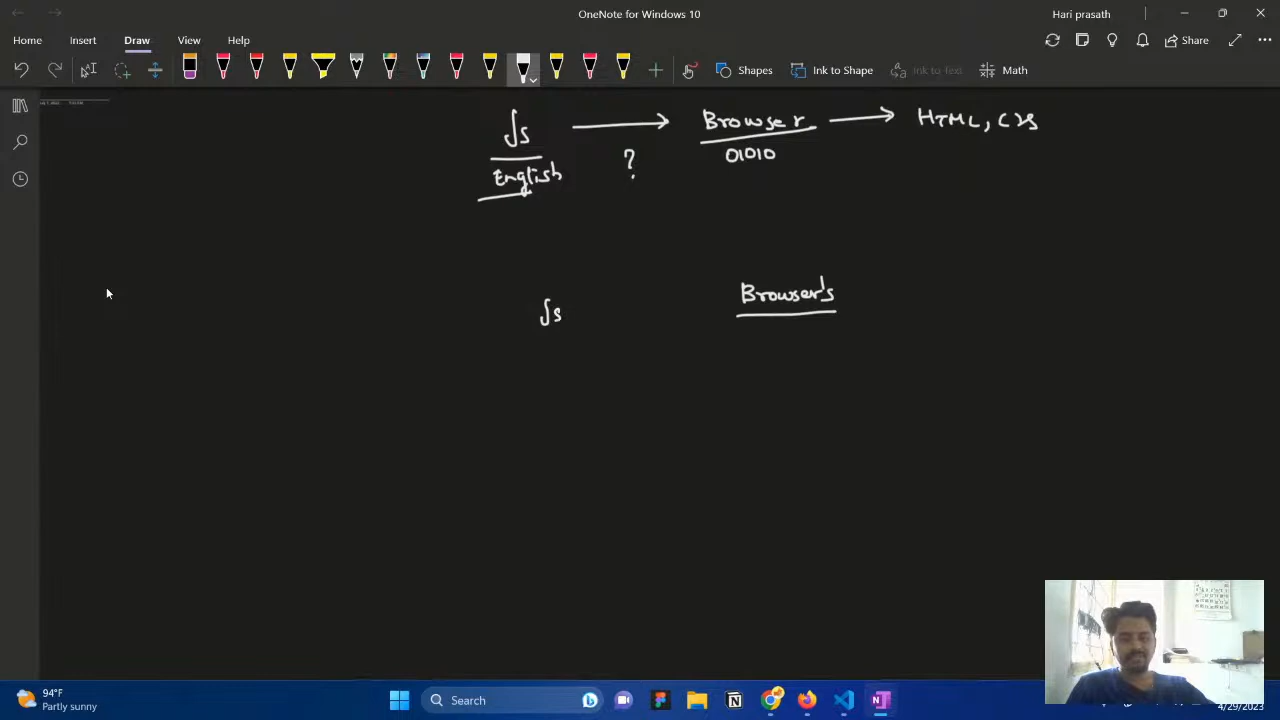 OneNote for Windows 10
Hari prasath
Home Insert Draw View Help
Share
Shapes Ink to Shape Ink to Text Math
Js → Browser → HTML, CSS
English ? 01010
Js Browser's
94°F
Partly sunny
Search